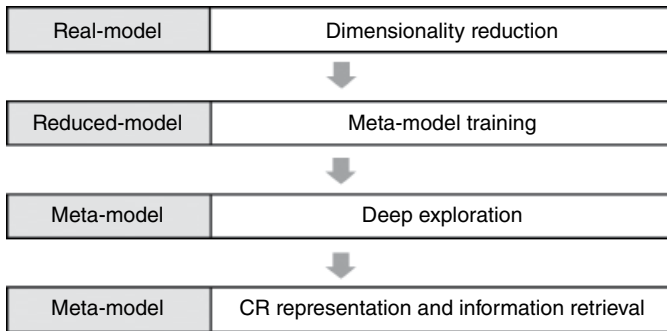 Real-model Dimensionality reduction
Reduced-model Meta-model training
Meta-model Deep exploration
Meta-model CR representation and information retrieval